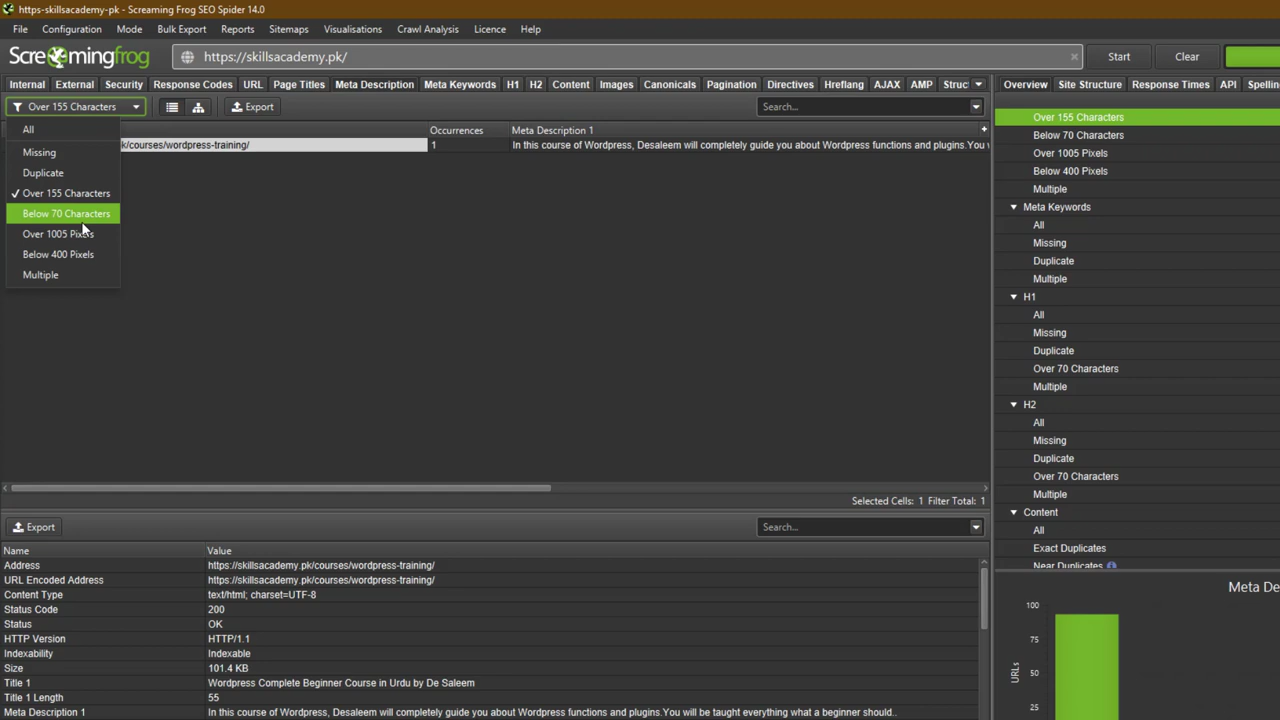 https-skillsacademy-pk - Screaming Frog SEO Spider 14.0
File Configuration Mode Bulk Export Reports Sitemaps Visualisations Crawl Analysis Licence Help
Screamingfrog https://skillsacademy.pk/ Start Clear
Internal External Security Response Codes URL Page Titles Meta Description Meta Keywords H1 H2 Content Images Canonicals Pagination Directives Hreflang AJAX AMP Struc Overview Site Structure Response Times API Spellin
Over 155 Characters Export Search...
All
Missing
Duplicate
Over 155 Characters
Below 70 Characters
Over 1005 Pixels
Below 400 Pixels
Multiple
Occurrences Meta Description 1
k/courses/wordpress-training/ 1 In this course of Wordpress, Desaleem will completely guide you about Wordpress functions and plugins.You w
Selected Cells: 1 Filter Total: 1
Over 155 Characters
Below 70 Characters
Over 1005 Pixels
Below 400 Pixels
Multiple
Meta Keywords
All
Missing
Duplicate
Multiple
H1
All
Missing
Duplicate
Over 70 Characters
Multiple
H2
All
Missing
Duplicate
Over 70 Characters
Multiple
Content
All
Exact Duplicates
Near Duplicates
Export Search...
Name Value
Address https://skillsacademy.pk/courses/wordpress-training/
URL Encoded Address https://skillsacademy.pk/courses/wordpress-training/
Content Type text/html; charset=UTF-8
Status Code 200
Status OK
HTTP Version HTTP/1.1
Indexability Indexable
Size 101.4 KB
Title 1 Wordpress Complete Beginner Course in Urdu by De Saleem
Title 1 Length 55
Meta Description 1 In this course of Wordpress, Desaleem will completely guide you about Wordpress functions and plugins.You will be taught everything what a beginner should..
Meta De
100
75
50
25
URLs